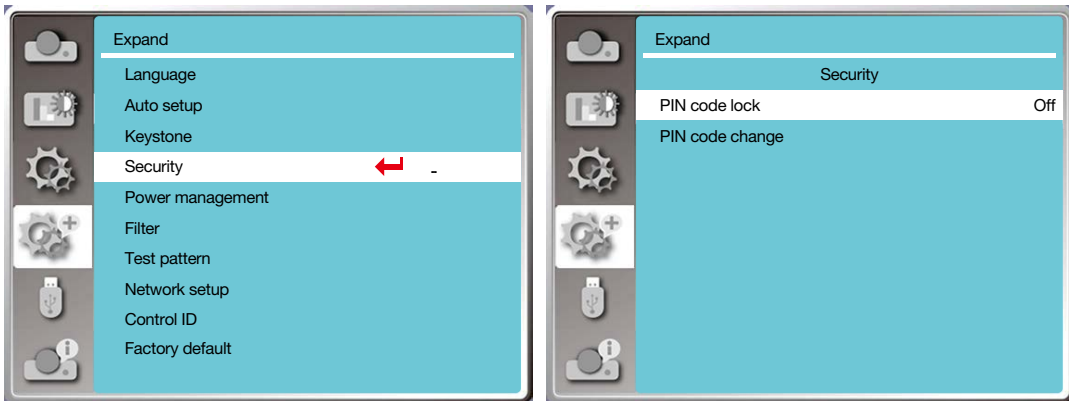 Expand
Language
Auto setup
Keystone
Security -
Power management
Filter
Test pattern
Network setup
Control ID
Factory default
Expand
Security
PIN code lock Off
PIN code change